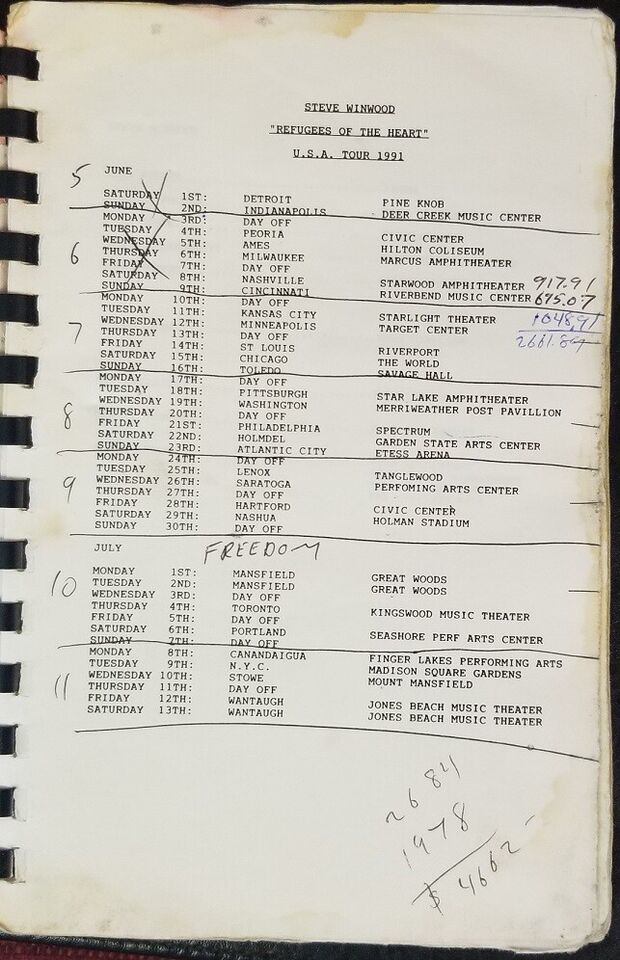 STEVE WINWOOD
"REFUGEES OF THE HEART"
U.S.A. TOUR 1991
5 JUNE
SATURDAY 1ST: DETROIT PINE KNOB
SUNDAY 2ND: INDIANAPOLIS DEER CREEK MUSIC CENTER
MONDAY 3RD: DAY OFF
TUESDAY 4TH: PEORIA CIVIC CENTER
WEDNESDAY 5TH: AMES HILTON COLISEUM
6 THURSDAY 6TH: MILWAUKEE MARCUS AMPHITHEATER
FRIDAY 7TH: DAY OFF
SATURDAY 8TH: NASHVILLE STARWOOD AMPHITHEATER 917.91
SUNDAY 9TH: CINCINNATI RIVERBEND MUSIC CENTER 675.07
MONDAY 10TH: DAY OFF
TUESDAY 11TH: KANSAS CITY STARLIGHT THEATER 1048.91
WEDNESDAY 12TH: MINNEAPOLIS TARGET CENTER
7 THURSDAY 13TH: DAY OFF 2661.89
FRIDAY 14TH: ST LOUIS RIVERPORT
SATURDAY 15TH: CHICAGO THE WORLD
SUNDAY 16TH: TOLEDO SAVAGE HALL
MONDAY 17TH: DAY OFF
TUESDAY 18TH: PITTSBURGH STAR LAKE AMPHITHEATER
WEDNESDAY 19TH: WASHINGTON MERRIWEATHER POST PAVILLION
8 THURSDAY 20TH: DAY OFF
FRIDAY 21ST: PHILADELPHIA SPECTRUM
SATURDAY 22ND: HOLMDEL GARDEN STATE ARTS CENTER
SUNDAY 23RD: ATLANTIC CITY ETESS ARENA
MONDAY 24TH: DAY OFF
TUESDAY 25TH: LENOX TANGLEWOOD
9 WEDNESDAY 26TH: SARATOGA PERFOMING ARTS CENTER
THURSDAY 27TH: DAY OFF
FRIDAY 28TH: HARTFORD CIVIC CENTER
SATURDAY 29TH: NASHUA HOLMAN STADIUM
SUNDAY 30TH: DAY OFF
JULY FREEDOM
MONDAY 1ST: MANSFIELD GREAT WOODS
10 TUESDAY 2ND: MANSFIELD GREAT WOODS
WEDNESDAY 3RD: DAY OFF
THURSDAY 4TH: TORONTO KINGSWOOD MUSIC THEATER
FRIDAY 5TH: DAY OFF
SATURDAY 6TH: PORTLAND SEASHORE PERF ARTS CENTER
SUNDAY 7TH: DAY OFF
MONDAY 8TH: CANANDAIGUA FINGER LAKES PERFORMING ARTS
TUESDAY 9TH: N.Y.C. MADISON SQUARE GARDENS
WEDNESDAY 10TH: STOWE MOUNT MANSFIELD
11 THURSDAY 11TH: DAY OFF
FRIDAY 12TH: WANTAUGH JONES BEACH MUSIC THEATER
SATURDAY 13TH: WANTAUGH JONES BEACH MUSIC THEATER
2684
1978
$ 4662-